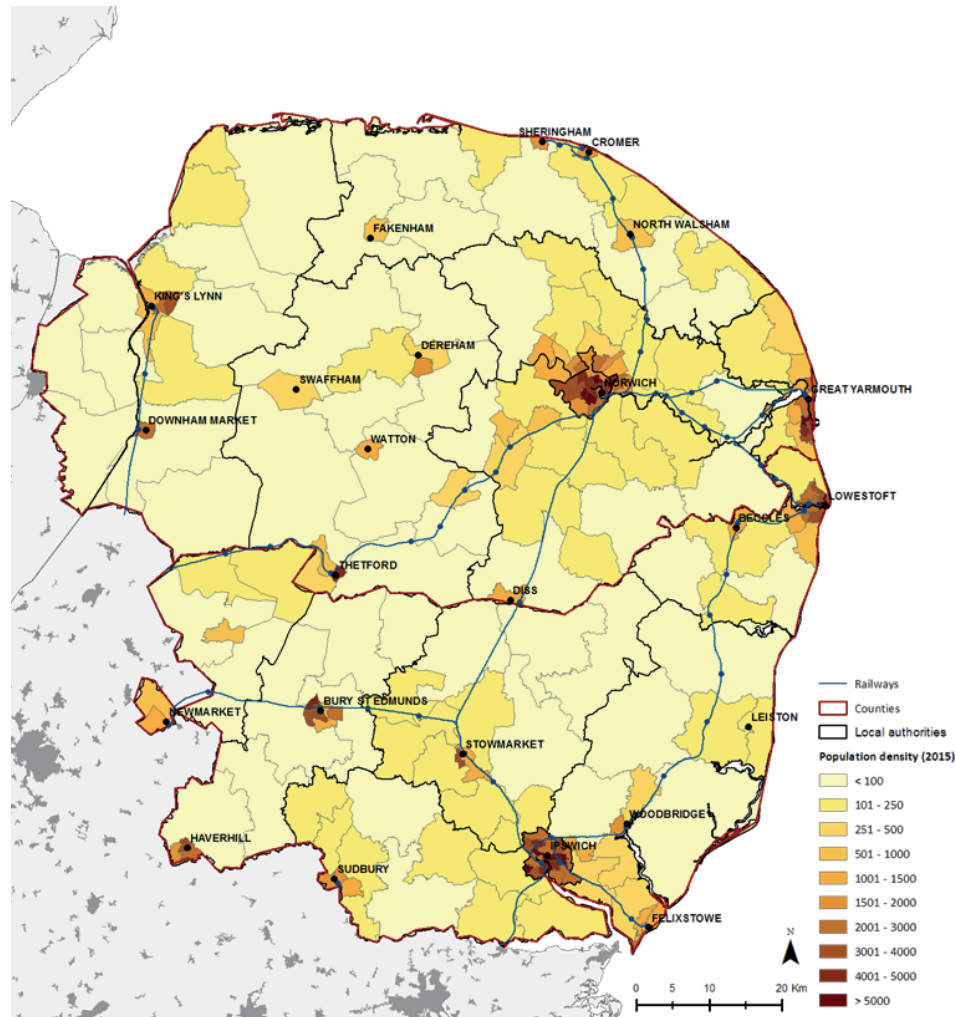 SHERINGHAM
CROMER
FAKENHAM
NORTH WALSHAM
KING'S LYNN
DEREHAM
SWAFFHAM
NORWICH
GREAT YARMOUTH
DOWNHAM MARKET
WATTON
LOWESTOFT
BECCLES
THETFORD
DISS
NEWMARKET
BURY ST EDMUNDS
STOWMARKET
LEISTON
WOODBRIDGE
HAVERHILL
IPSWICH
SUDBURY
FELIXSTOWE
Railways
Counties
Local authorities
Population density (2015)
< 100
101 - 250
251 - 500
501 - 1000
1001 - 1500
1501 - 2000
2001 - 3000
3001 - 4000
4001 - 5000
> 5000
N
0 5 10 20 Km